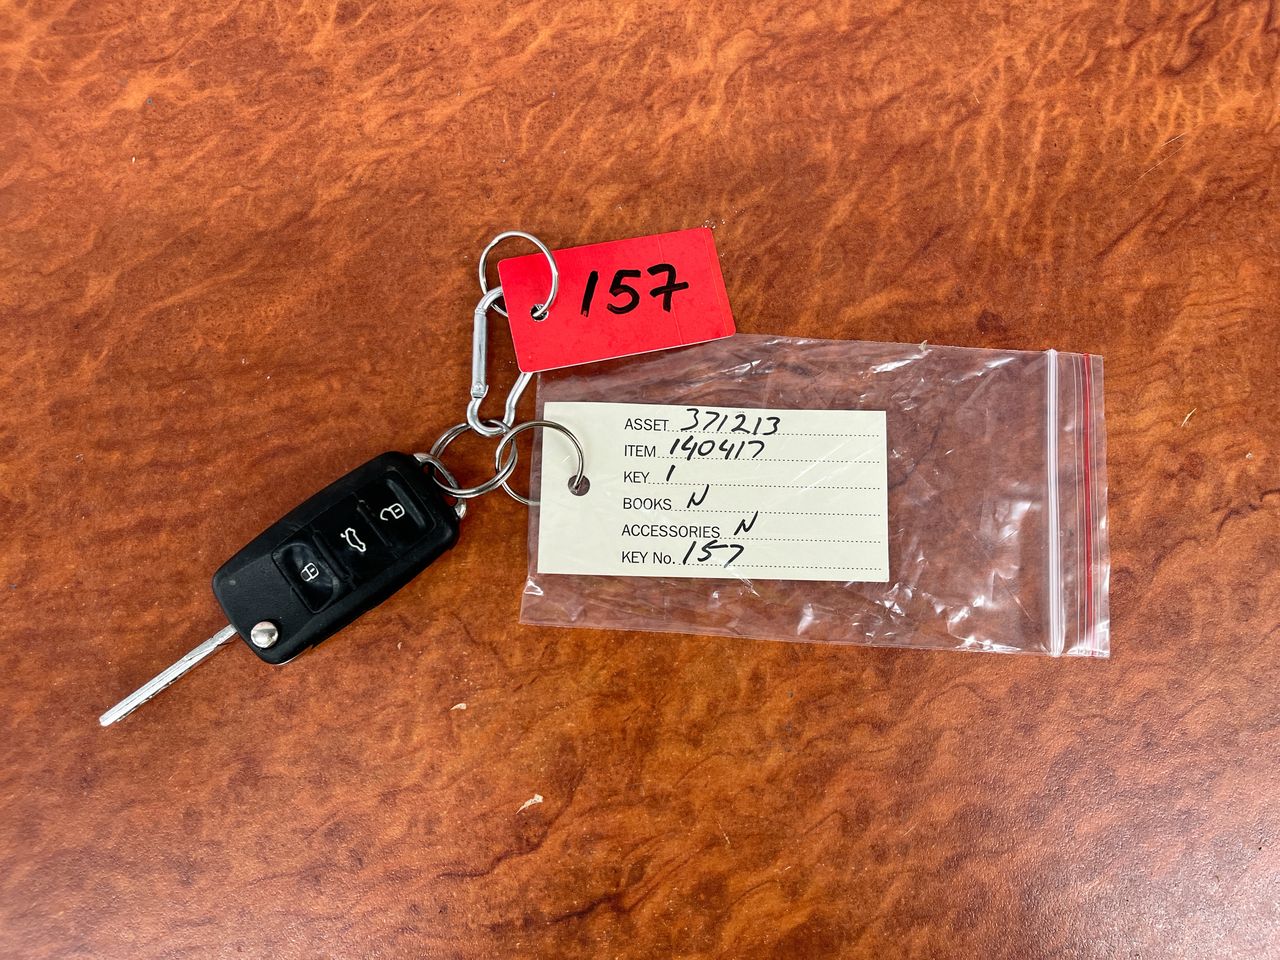 157
ASSET 371213
ITEM 140417
KEY 1
BOOKS N
ACCESSORIES N
KEY No. 157